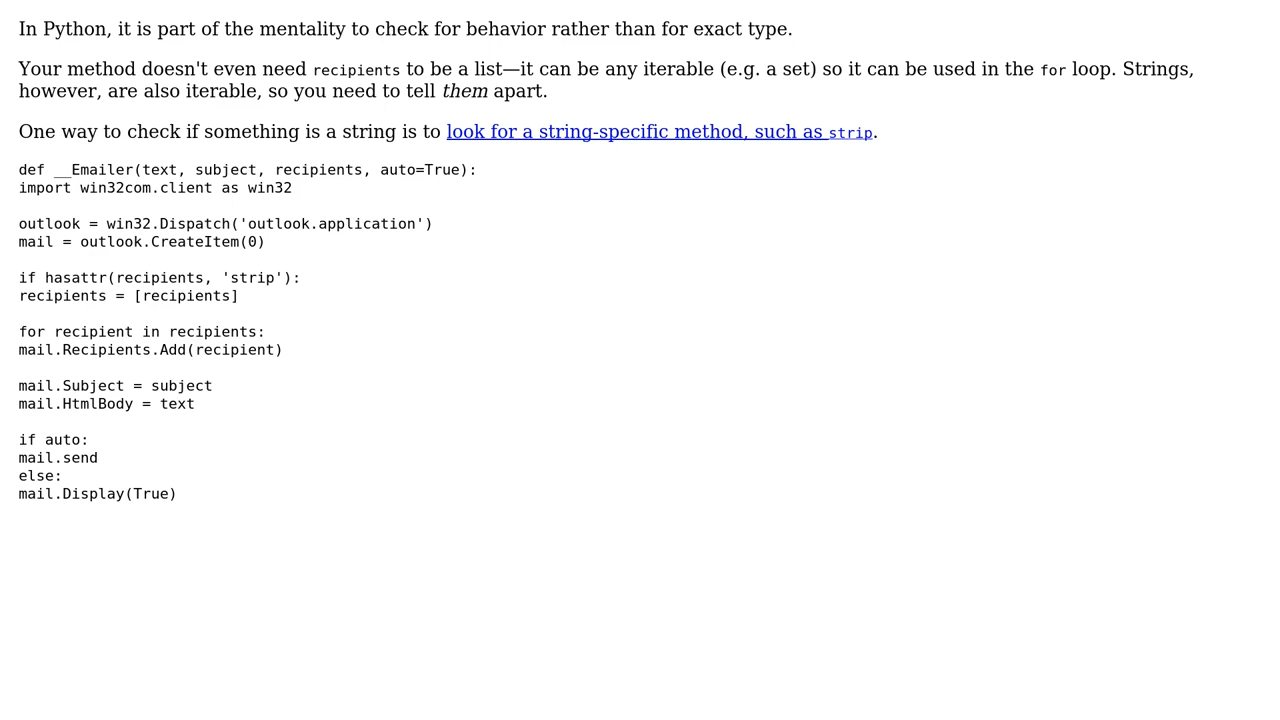 In Python, it is part of the mentality to check for behavior rather than for exact type.
Your method doesn't even need recipients to be a list—it can be any iterable (e.g. a set) so it can be used in the for loop. Strings,
however, are also iterable, so you need to tell them apart.
One way to check if something is a string is to look for a string-specific method, such as strip.
def __Emailer(text, subject, recipients, auto=True):
import win32com.client as win32
outlook = win32.Dispatch('outlook.application')
mail = outlook.CreateItem(0)
if hasattr(recipients, 'strip'):
recipients = [recipients]
for recipient in recipients:
mail.Recipients.Add(recipient)
mail.Subject = subject
mail.HtmlBody = text
if auto:
mail.send
else:
mail.Display(True)